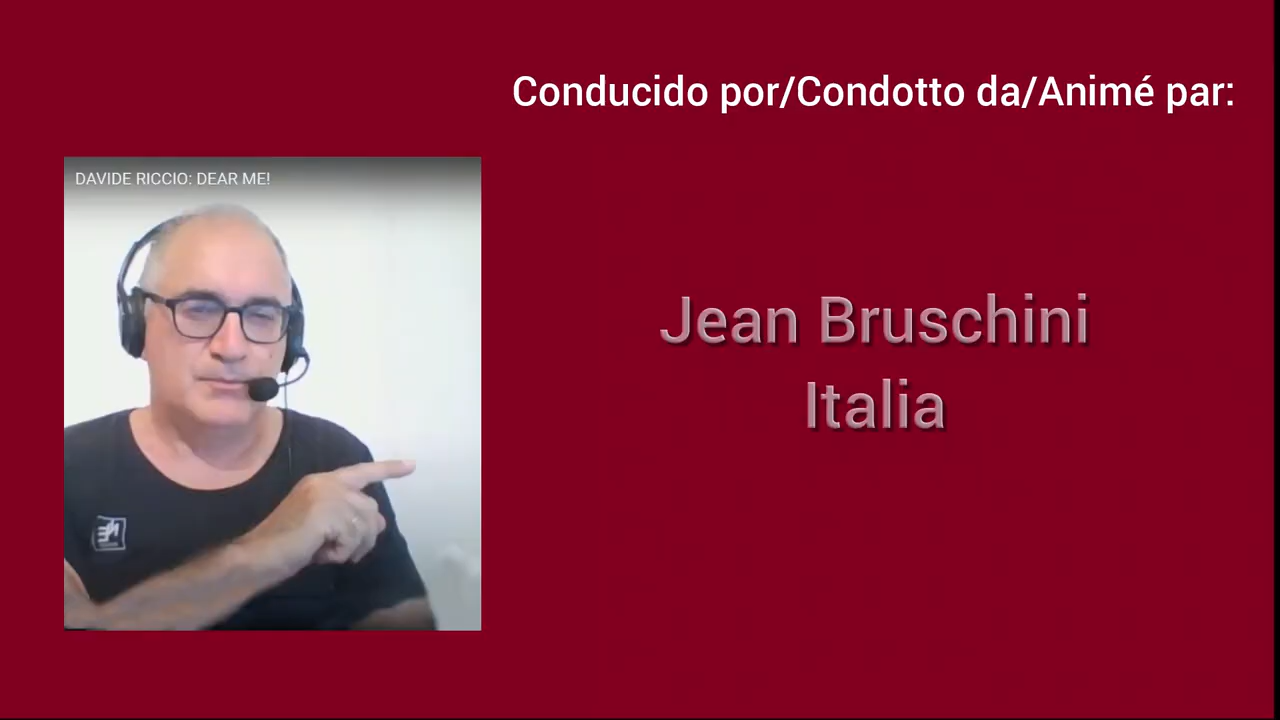 Conducido por/Condotto da/Animé par:
DAVIDE RICCIO: DEAR ME!
Jean Bruschini
Italia